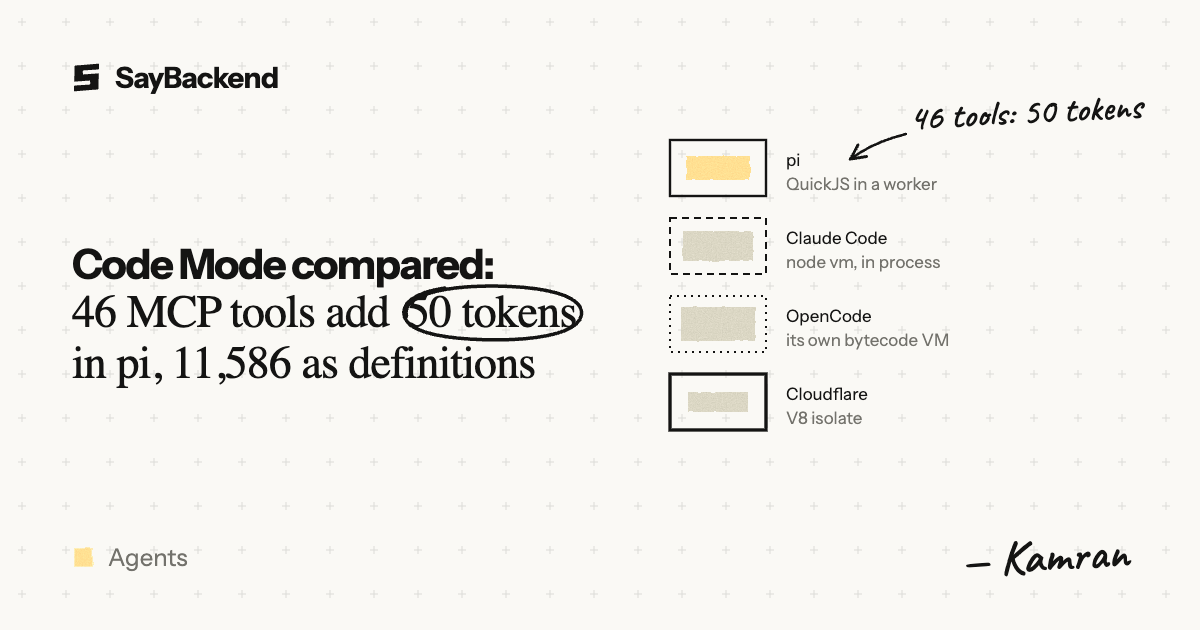 SayBackend
46 tools: 50 tokens
pi
QuickJS in a worker
Claude Code
node vm, in process
Code Mode compared:
46 MCP tools add 50 tokens
in pi, 11,586 as definitions
OpenCode
its own bytecode VM
Cloudflare
V8 isolate
Agents
– Kamran